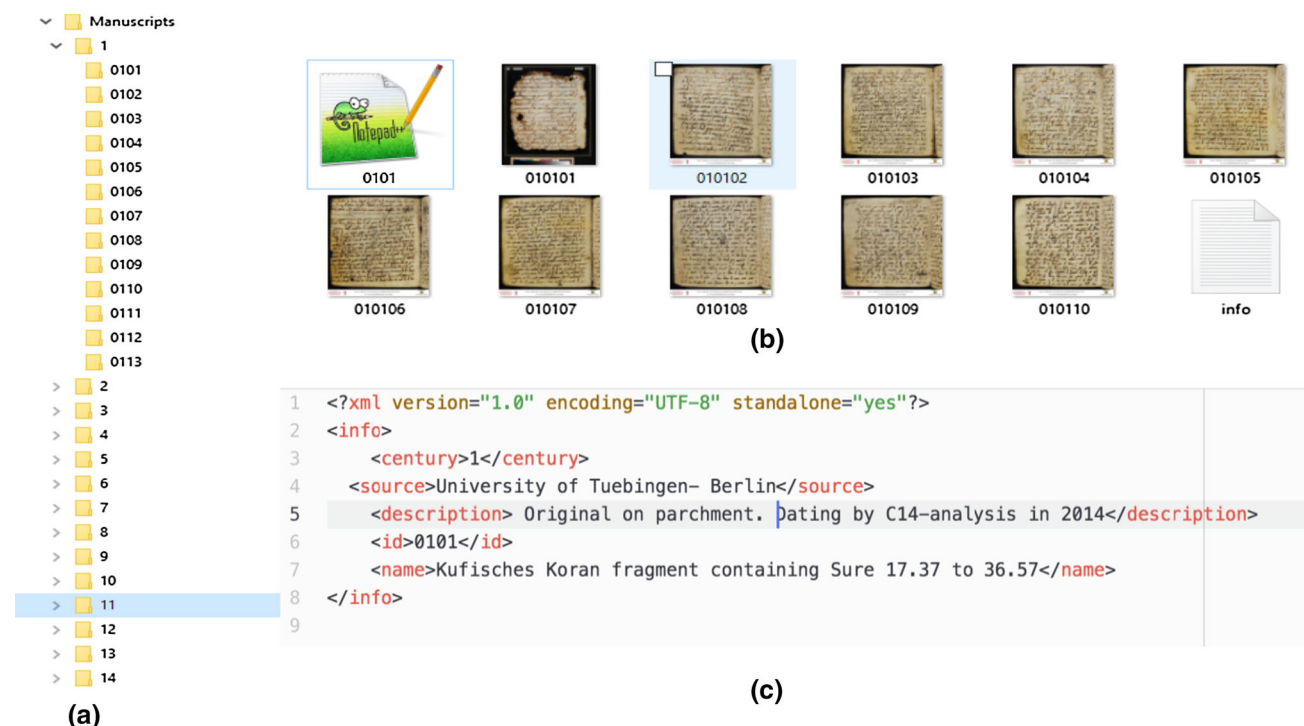 Manuscripts
1
0101
0102
0103
0104
0105
0106
0107
0108
0109
0110
0111
0112
0113
2
3
4
5
6
7
8
9
10
11
12
13
14
(a)
Notepad++
0101 010101 010102 010103 010104 010105
010106 010107 010108 010109 010110 info
(b)
1 <?xml version="1.0" encoding="UTF-8" standalone="yes"?>
2 <info>
3 <century>1</century>
4 <source>University of Tuebingen- Berlin</source>
5 <description> Original on parchment. Dating by C14-analysis in 2014</description>
6 <id>0101</id>
7 <name>Kufisches Koran fragment containing Sure 17.37 to 36.57</name>
8 </info>
9
(c)